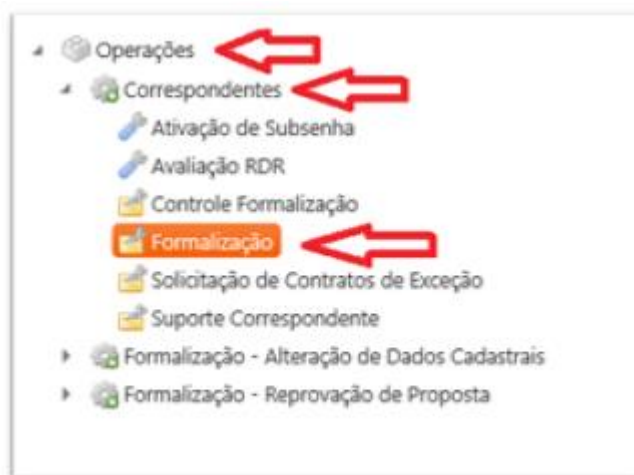 Operações
Correspondentes
Ativação de Subsenha
Avaliação RDR
Controle Formalização
Formalização
Solicitação de Contratos de Exceção
Suporte Correspondente
Formalização - Alteração de Dados Cadastrais
Formalização - Reprovação de Proposta